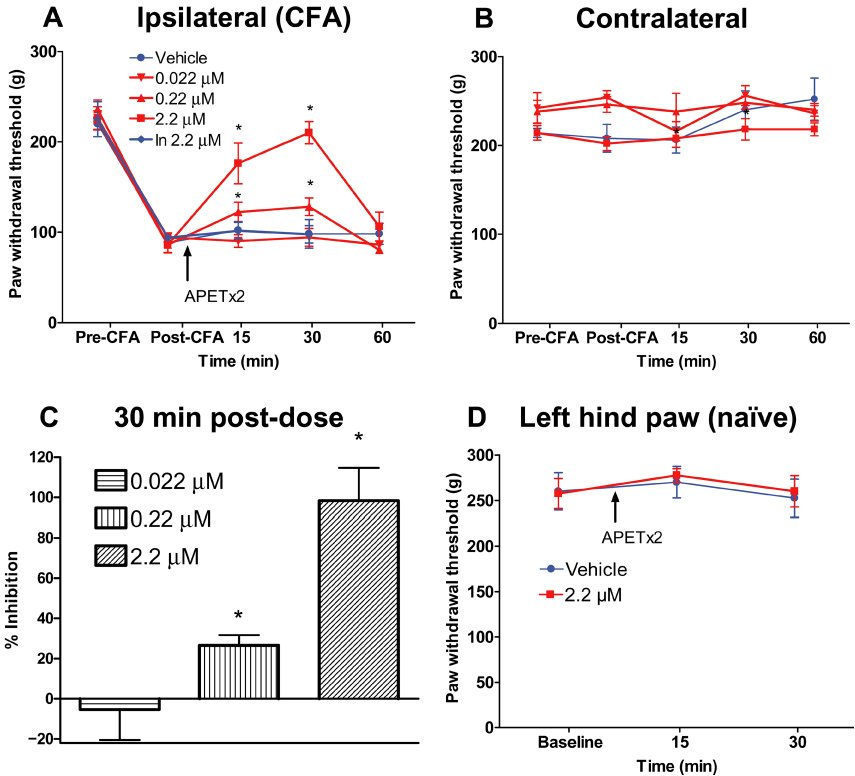 A Ipsilateral (CFA)
Paw withdrawal threshold (g)
300
200
100
0
Vehicle
0.022 µM
0.22 µM
2.2 µM
In 2.2 µM
*
*
*
*
APETx2
Pre-CFA Post-CFA 15 30 60
Time (min)
B Contralateral
Paw withdrawal threshold (g)
300
200
100
0
*
*
Pre-CFA Post-CFA 15 30 60
Time (min)
C 30 min post-dose
% Inhibition
120
100
80
60
40
20
0
−20
0.022 µM
0.22 µM
2.2 µM
*
*
D Left hind paw (naïve)
Paw withdrawal threshold (g)
300
250
200
150
100
50
0
APETx2
Vehicle
2.2 µM
Baseline 15 30
Time (min)